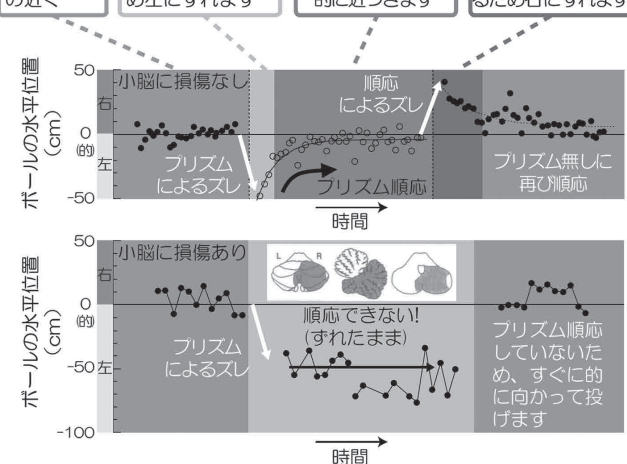 の近く
め左にずれます
的に近づきます
るため右にずれます
ボールの水平位置
(cm)
50
右
0
(的)
左
-50
小脳に損傷なし
プリズム
によるズレ
順応
によるズレ
プリズム順応
プリズム無しに
再び順応
時間
ボールの水平位置
(cm)
50
右
0
(的)
-50
左
-100
小脳に損傷あり
プリズム
によるズレ
L R
順応できない!
(ずれたまま)
プリズム順応
していないた
め、すぐに的
に向かって投
げます
時間